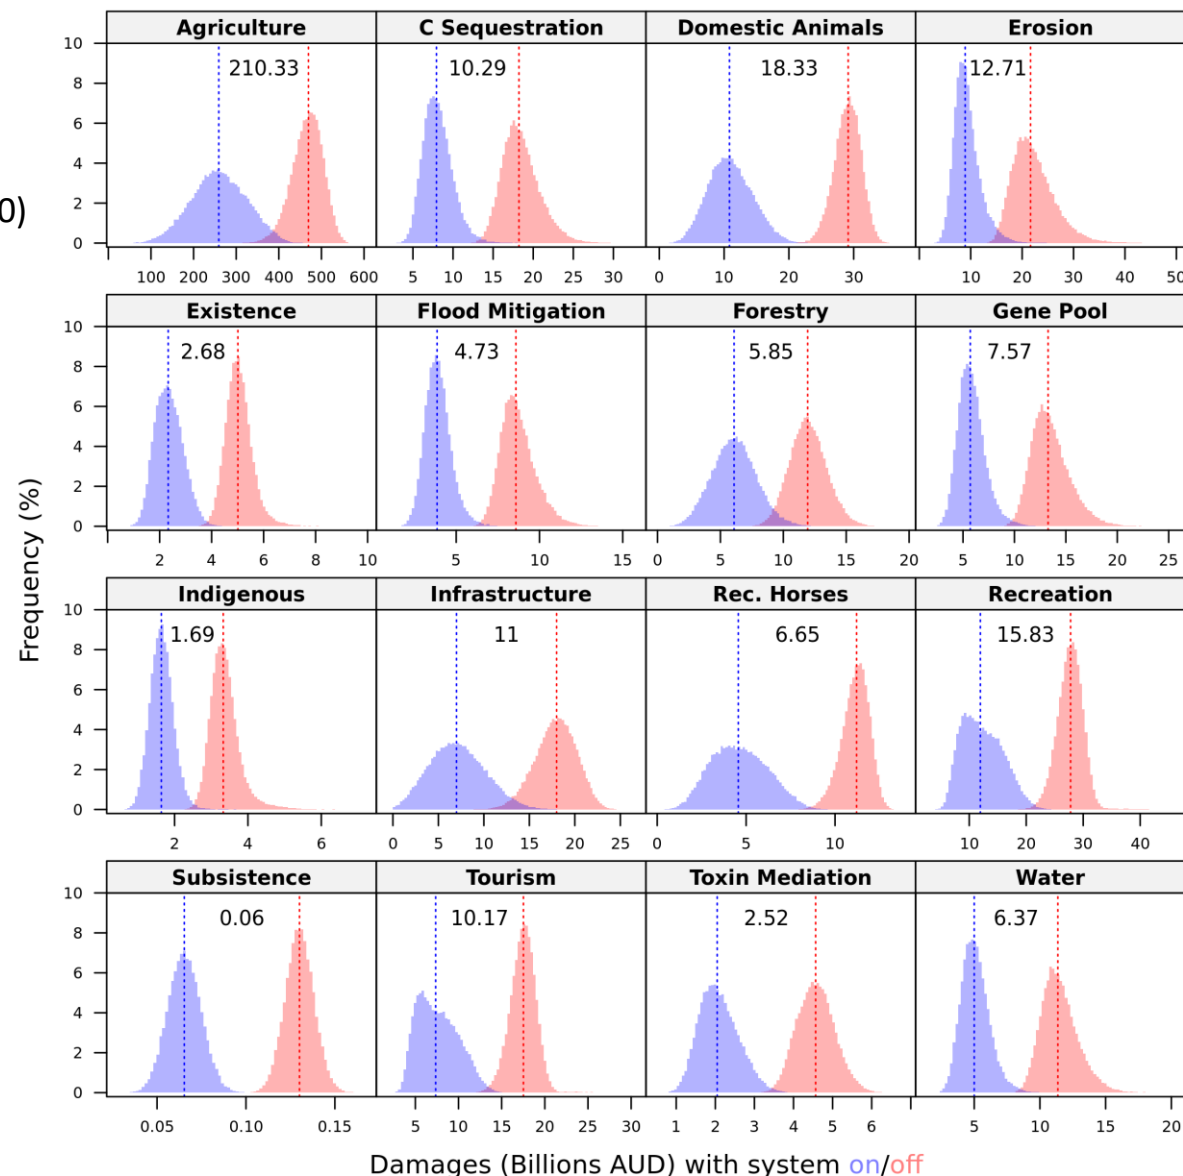 0)
Agriculture C Sequestration Domestic Animals Erosion
10 210.33 10.29 18.33 12.71
8
6
4
2
0
100 200 300 400 500 600 5 10 15 20 25 30 0 10 20 30 10 20 30 40 50
Existence Flood Mitigation Forestry Gene Pool
10 2.68 4.73 5.85 7.57
8
6
4
2
0
2 4 6 8 10 5 10 15 0 5 10 15 20 5 10 15 20 25
Frequency (%)
Indigenous Infrastructure Rec. Horses Recreation
10 1.69 11 6.65 15.83
8
6
4
2
0
2 4 6 0 5 10 15 20 25 0 5 10 10 20 30 40
Subsistence Tourism Toxin Mediation Water
10 0.06 10.17 2.52 6.37
8
6
4
2
0
0.05 0.10 0.15 5 10 15 20 25 30 1 2 3 4 5 6 5 10 15 20
Damages (Billions AUD) with system on/off